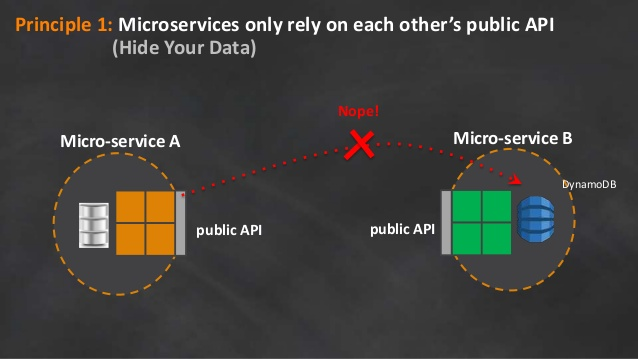 Principle 1: Microservices only rely on each other's public API
(Hide Your Data)
Nope!
Micro-service A
Micro-service B
DynamoDB
public API
public API